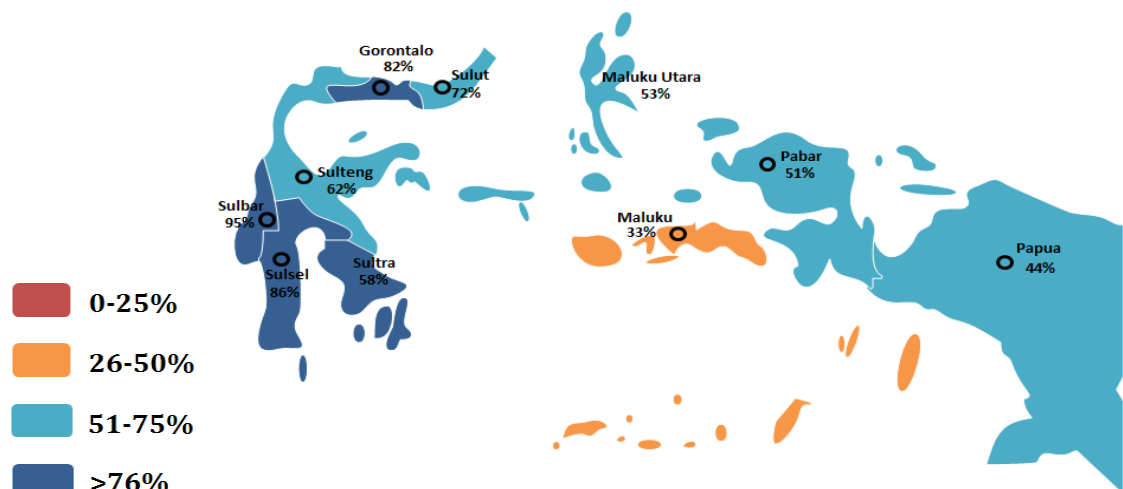 Gorontalo
82%
Sulut
72%
Maluku Utara
53%
Pabar
51%
Sulteng
62%
Sulbar
95%
Maluku
33%
Papua
44%
Sultra
58%
Sulsel
86%
0-25%
26-50%
51-75%
>76%